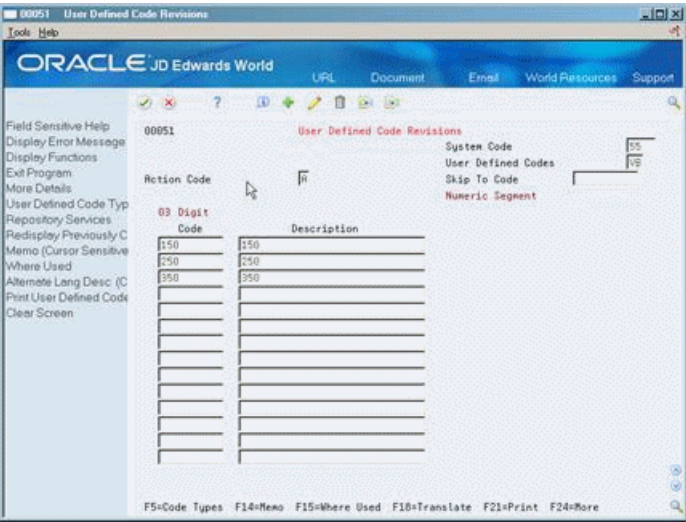 00051 User Defined Code Revisions
Tools Help
ORACLE JD Edwards World
URL Document Email World Resources Support
Field Sensitive Help
Display Error Message
Display Functions
Exit Program
More Details
User Defined Code Typ
Repository Services
Redisplay Previously C
Memo (Cursor Sensitive
Where Used
Alternate Lang Desc (C
Print User Defined Code
Clear Screen
00051 User Defined Code Revisions
System Code 55
User Defined Codes VB
Action Code A Skip To Code
Numeric Segment
03 Digit
Code Description
150 150
250 250
350 350
F5=Code Types F14=Memo F15=Where Used F18=Translate F21=Print F24=More